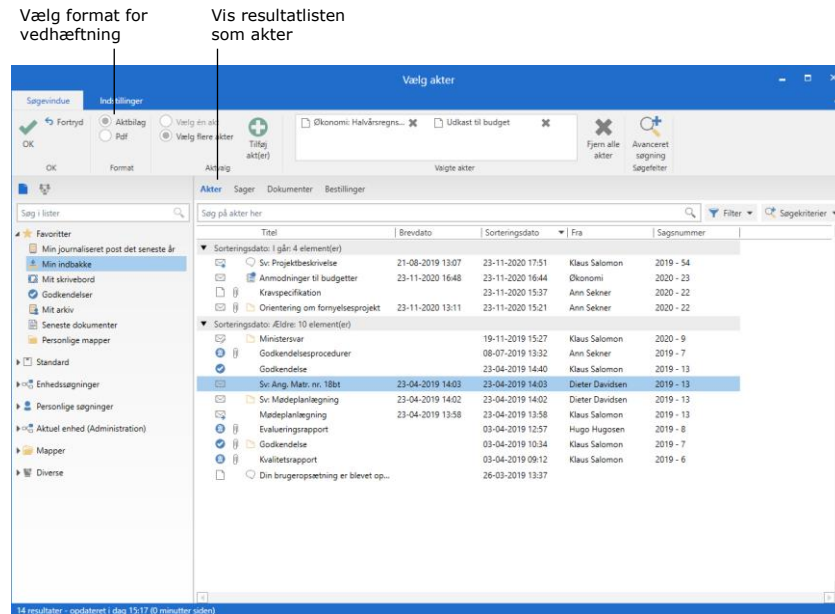 Vælg format for
vedhæftning
Vis resultatlisten
som akter
Vælg akter
Søgevindue Indstillinger
OK
Fortryd
Aktbilag
Pdf
Vælg én akt
Vælg flere akter
Tilføj
akt(er)
Økonomi: Halvårsregns...
Udkast til budget
Fjern alle
akter
Avanceret
søgning
OK Format Aktvalg Valgte akter Søgefelter
Akter Sager Dokumenter Bestillinger
Søg i lister
Søg på akter her
Filter
Søgekriterier
Favoritter
Min journaliseret post det seneste år
Min indbakke
Mit skrivebord
Godkendelser
Mit arkiv
Seneste dokumenter
Personlige mapper
Standard
Enhedssøgninger
Personlige søgninger
Aktuel enhed (Administration)
Mapper
Diverse
Titel Brevdato Sorteringsdato Fra Sagsnummer
Sorteringsdato: I går: 4 element(er)
Sv: Projektbeskrivelse 21-08-2019 13:07 23-11-2020 17:51 Klaus Salomon 2019 - 54
Anmodninger til budgetter 23-11-2020 16:48 23-11-2020 16:44 Økonomi 2020 - 23
Kravspecifikation 23-11-2020 15:37 Ann Sekner 2020 - 22
Orientering om fornyelsesprojekt 23-11-2020 13:11 23-11-2020 15:21 Ann Sekner 2020 - 22
Sorteringsdato: Ældre: 10 element(er)
Ministersvar 19-11-2019 15:27 Klaus Salomon 2020 - 9
Godkendelsesprocedurer 08-07-2019 13:32 Ann Sekner 2019 - 7
Godkendelse 23-04-2019 14:40 Klaus Salomon 2019 - 13
Sv: Ang. Matr. nr. 18bt 23-04-2019 14:03 23-04-2019 14:03 Dieter Davidsen 2019 - 13
Sv: Mødeplanlægning 23-04-2019 14:02 23-04-2019 14:02 Dieter Davidsen 2019 - 13
Mødeplanlægning 23-04-2019 13:58 23-04-2019 13:58 Klaus Salomon 2019 - 13
Evalueringsrapport 03-04-2019 12:57 Hugo Hugosen 2019 - 8
Godkendelse 03-04-2019 10:34 Klaus Salomon 2019 - 7
Kvalitetsrapport 03-04-2019 09:12 Klaus Salomon 2019 - 6
Din brugeropsætning er blevet op... 26-03-2019 13:37
14 resultater - opdateret i dag 15:17 (0 minutter siden)